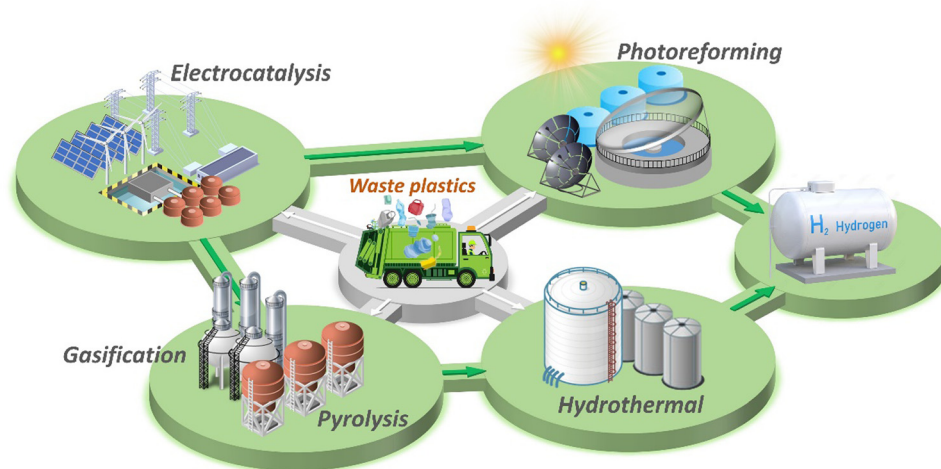 Electrocatalysis
Photoreforming
Waste plastics
H2 Hydrogen
Gasification
Pyrolysis
Hydrothermal